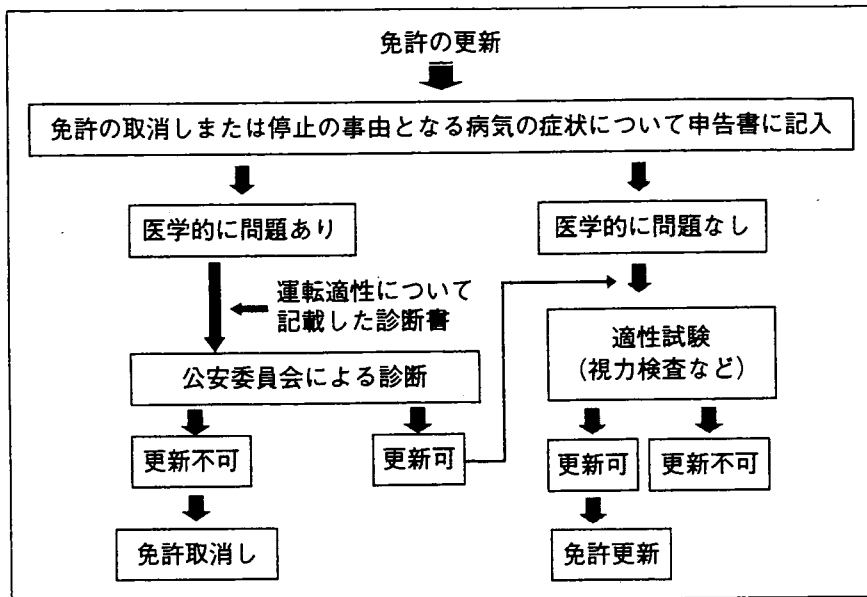 免許の更新
免許の取消しまたは停止の事由となる病気の症状について申告書に記入
医学的に問題あり
医学的に問題なし
運転適性について
記載した診断書
適性試験
(視力検査など)
公安委員会による診断
更新不可
更新可
更新可
更新不可
免許取消し
免許更新